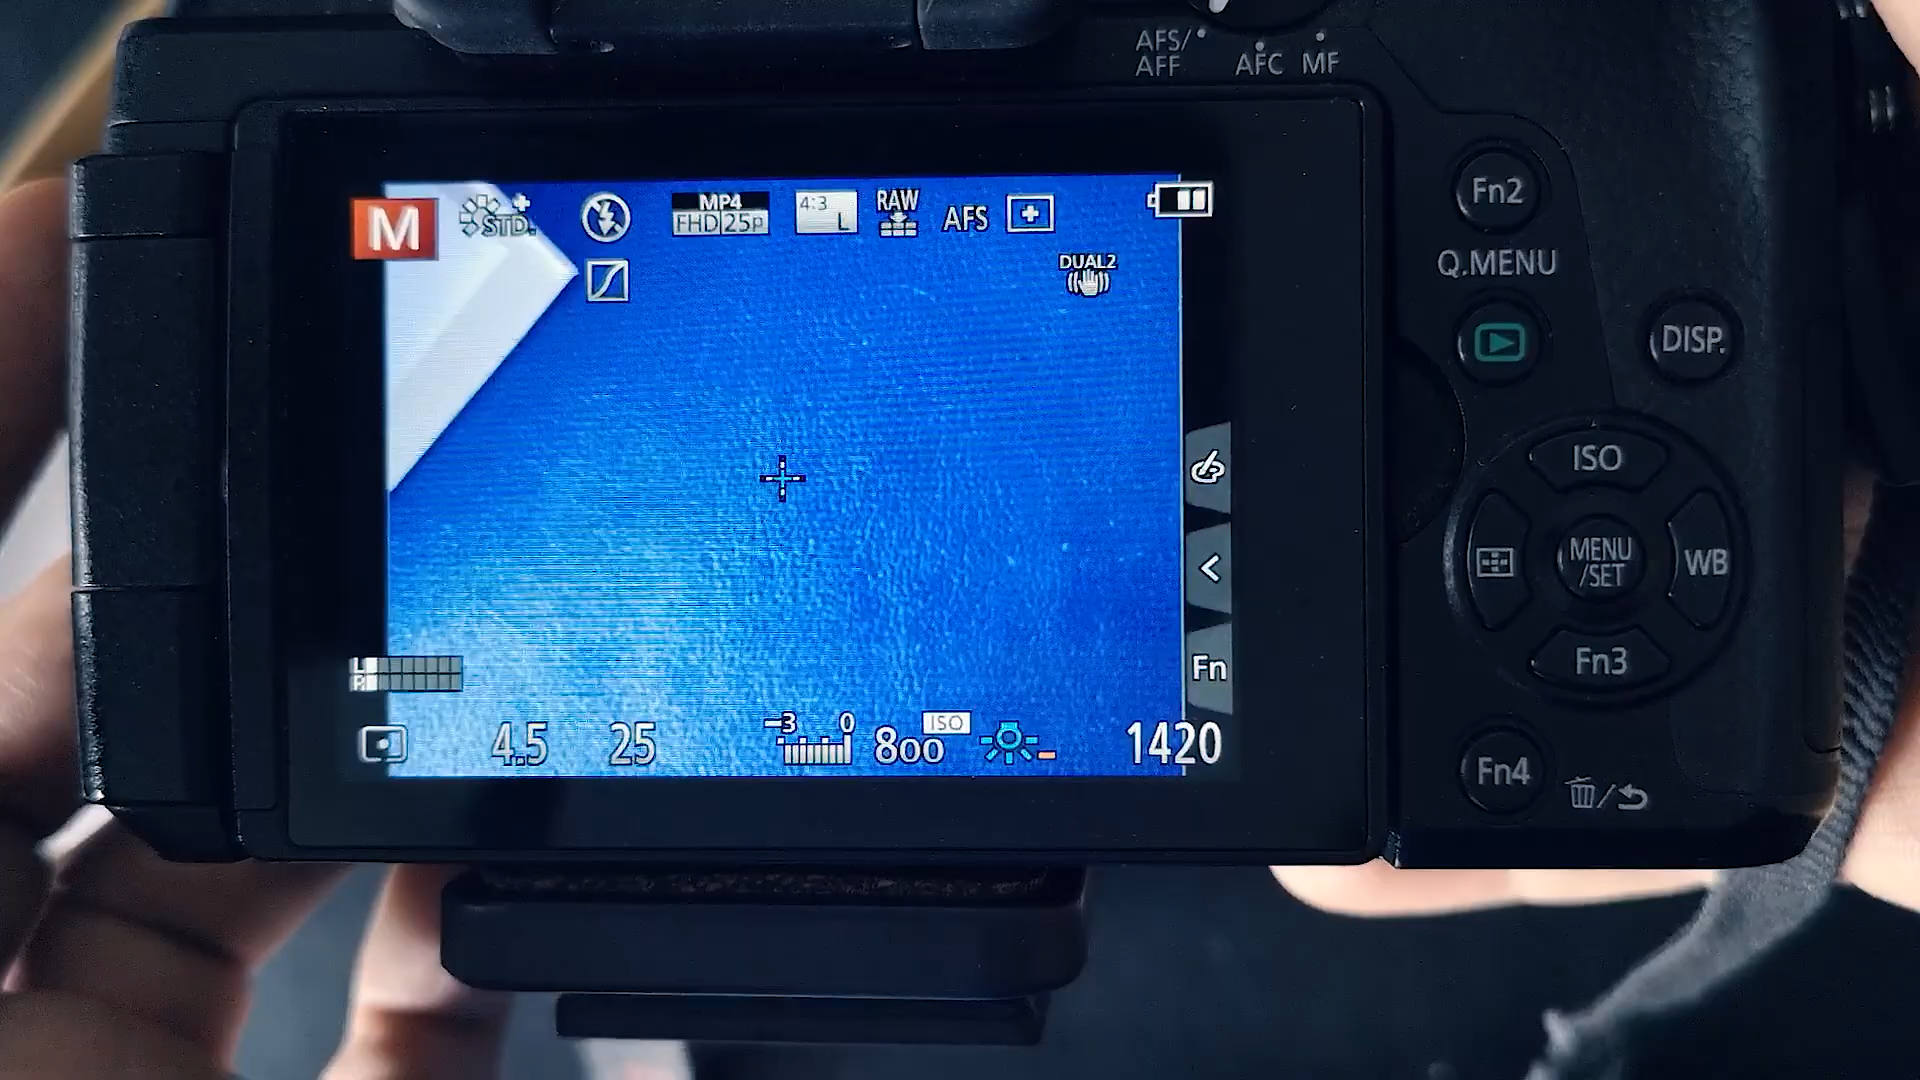 AFS/
AFF
AFC
MF
M
STD.
MP4
FHD 25p
4:3
L
RAW
AFS
DUAL2
Fn2
Q.MENU
DISP.
ISO
MENU
/SET
WB
Fn3
Fn
L
R
4.5
25
-3 0
ISO
800
1420
Fn4